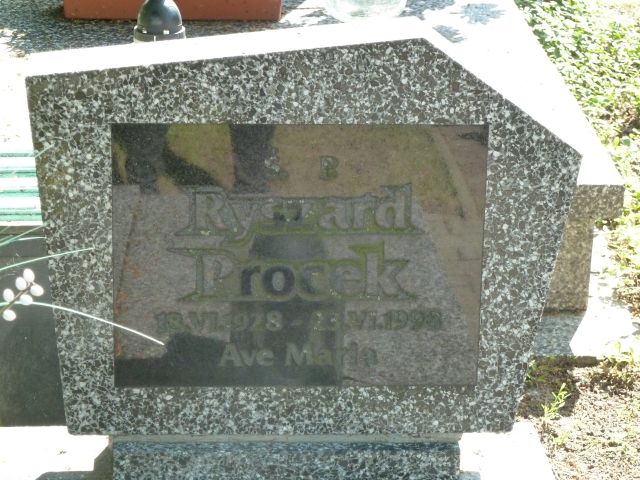 Ś. P.
Ryszard
Procek
18.VI.1928 - 23.VI.1998
Ave Maria